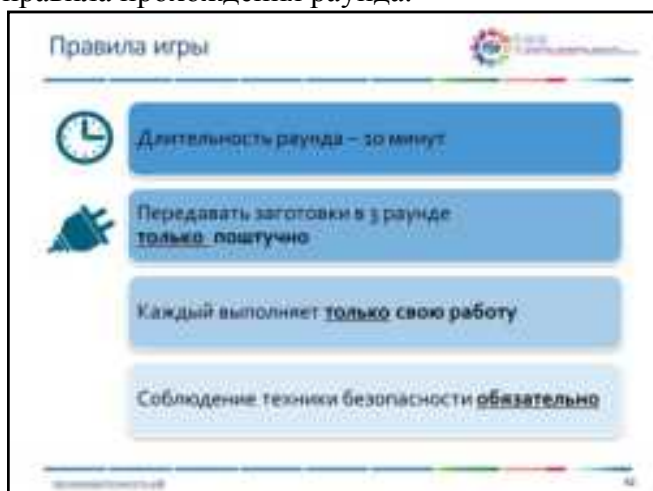 правила прохождения раунда.
Правила игры
Длительность раунда – 10 минут
Передавать заготовки в 3 раунде
только поштучно
Каждый выполняет только свою работу
Соблюдение техники безопасности обязательно